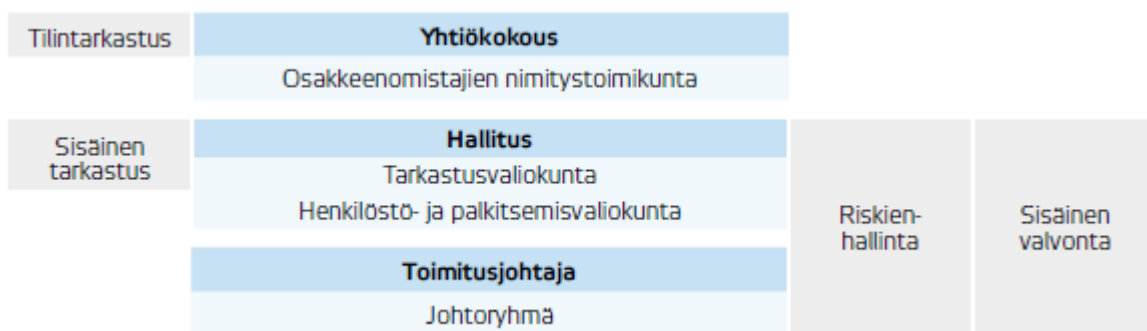 Tilintarkastus
Yhtiökokous
Osakkeenomistajien nimitystoimikunta
Sisäinen
tarkastus
Hallitus
Tarkastusvaliokunta
Henkilöstö- ja palkitsemisvaliokunta
Toimitusjohtaja
Johtoryhmä
Riskien-
hallinta
Sisäinen
valvonta